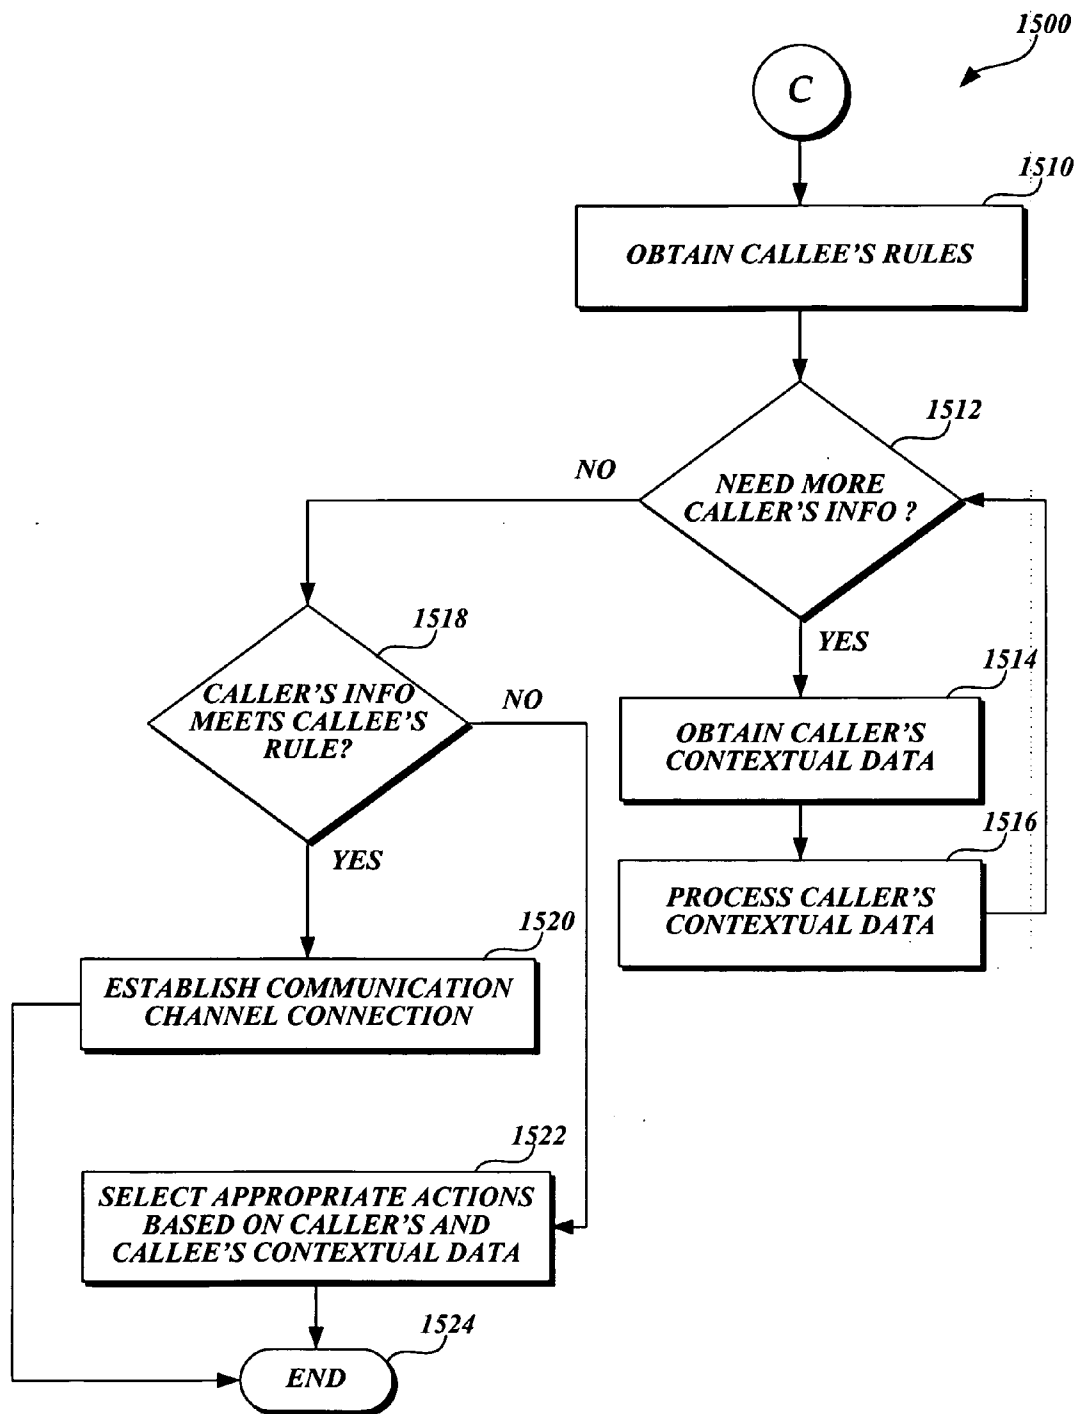 1500
C
1510
OBTAIN CALLEE'S RULES
1512
NO
NEED MORE
CALLER'S INFO ?
YES
1518
CALLER'S INFO
MEETS CALLEE'S
RULE?
NO
YES
1514
OBTAIN CALLER'S
CONTEXTUAL DATA
1516
PROCESS CALLER'S
CONTEXTUAL DATA
1520
ESTABLISH COMMUNICATION
CHANNEL CONNECTION
1522
SELECT APPROPRIATE ACTIONS
BASED ON CALLER'S AND
CALLEE'S CONTEXTUAL DATA
1524
END